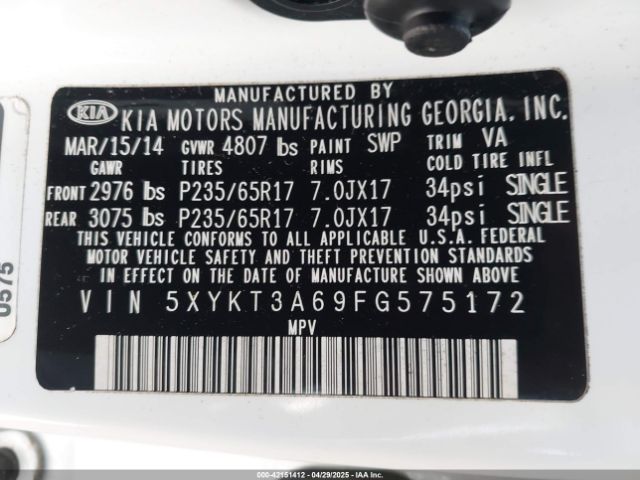 MANUFACTURED BY
KIA KIA MOTORS MANUFACTURING GEORGIA, INC.
MAR/15/14 GVWR 4807 lbs PAINT SWP TRIM VA
GAWR TIRES RIMS COLD TIRE INFL
FRONT 2976 lbs P235/65R17 7.0JX17 34psi SINGLE
REAR 3075 lbs P235/65R17 7.0JX17 34psi SINGLE
THIS VEHICLE CONFORMS TO ALL APPLICABLE U.S.A. FEDERAL
MOTOR VEHICLE SAFETY AND THEFT PREVENTION STANDARDS
IN EFFECT ON THE DATE OF MANUFACTURE SHOWN ABOVE.
VIN 5XYKT3A69FG575172
MPV
0575
000-42151412 04/29/2025 IAAI.COM